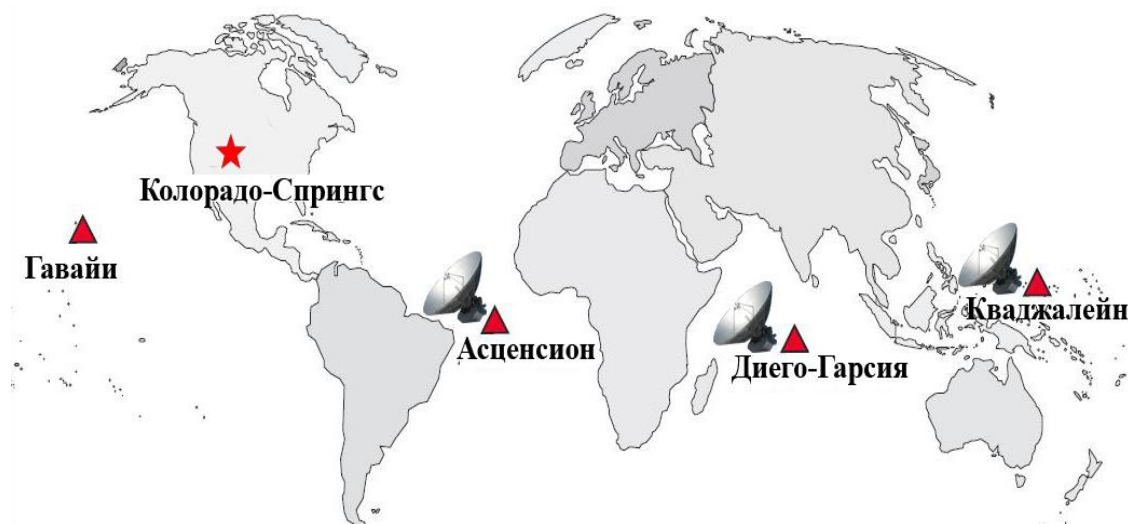 Колорадо-Спрингс
Гавайи
Кваджалейн
Асценсион
Диего-Гарсия